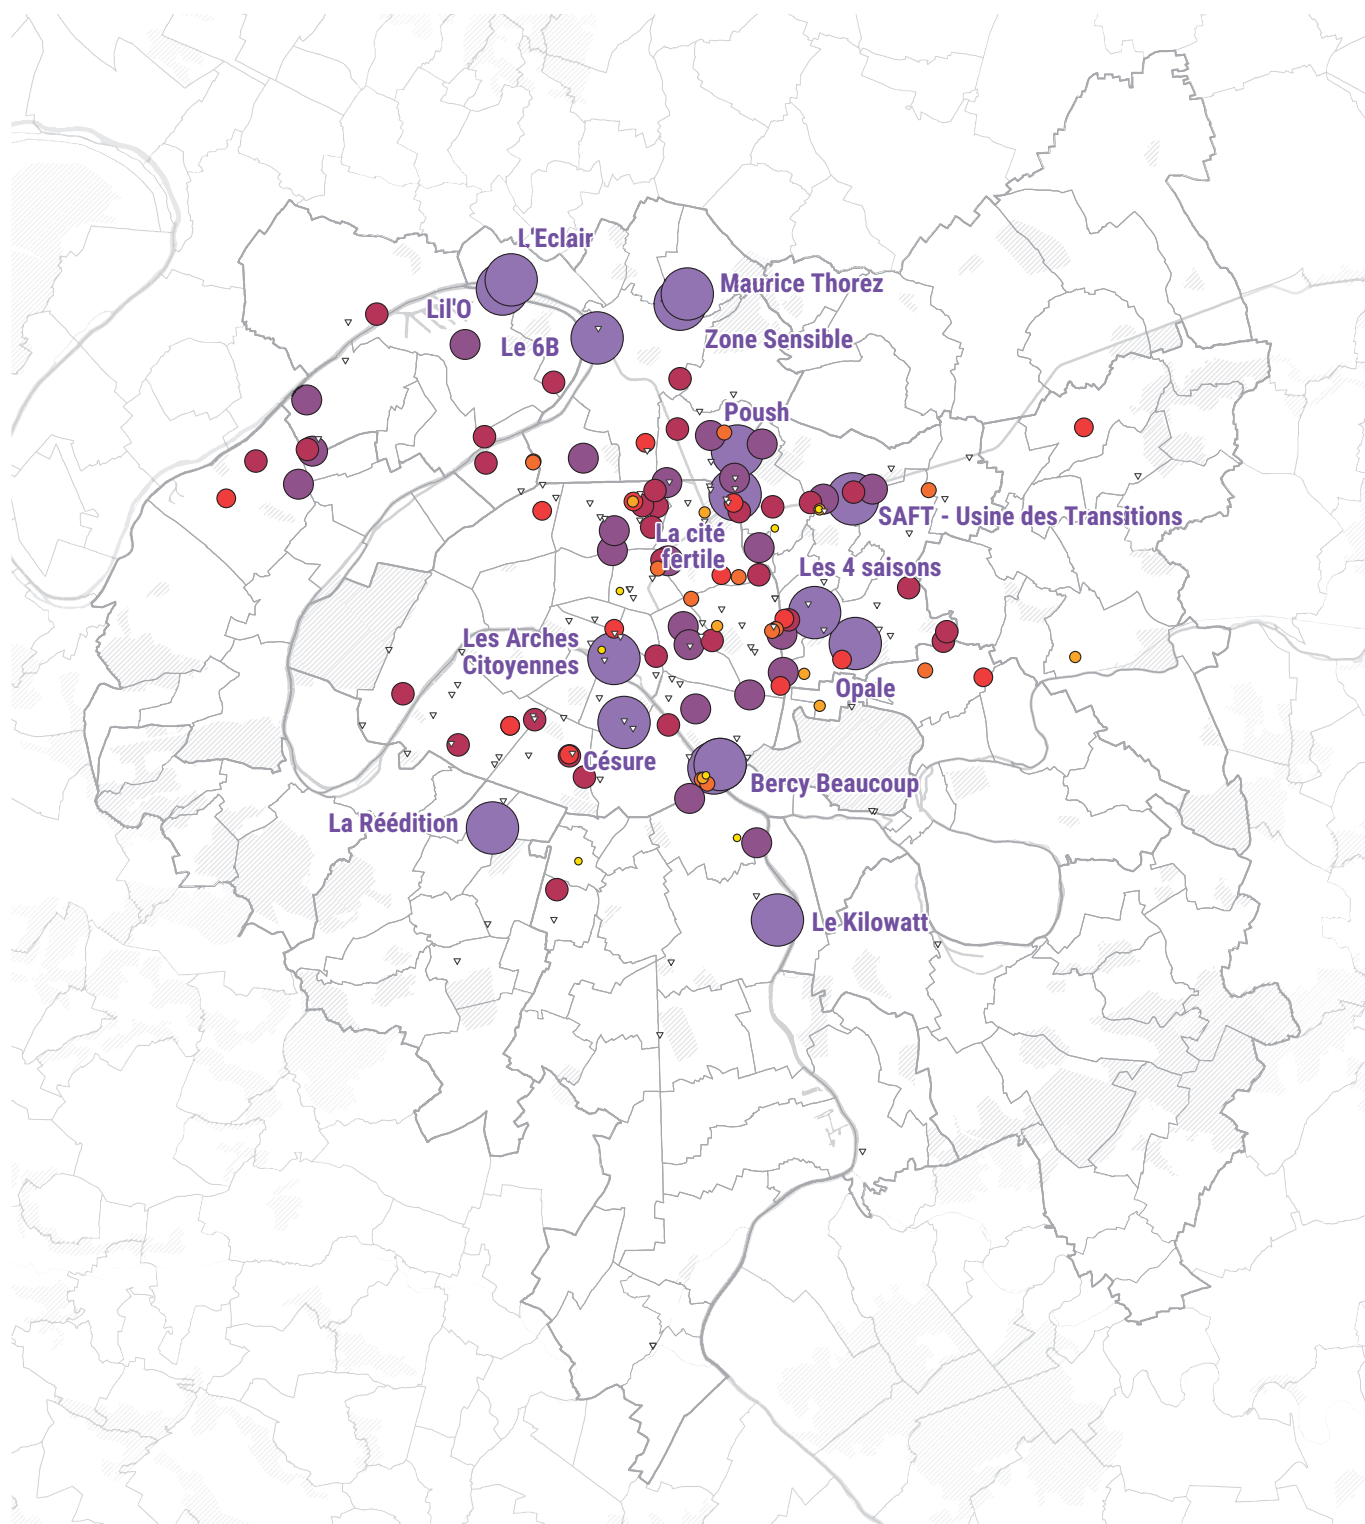 L'Eclair
Maurice Thorez
Lil'O
Zone Sensible
Le 6B
Poush
SAFT - Usine des Transitions
La cité
fertile
Les 4 saisons
Les Arches
Citoyennes
Opale
Césure
Bercy Beaucoup
La Réédition
Le Kilowatt